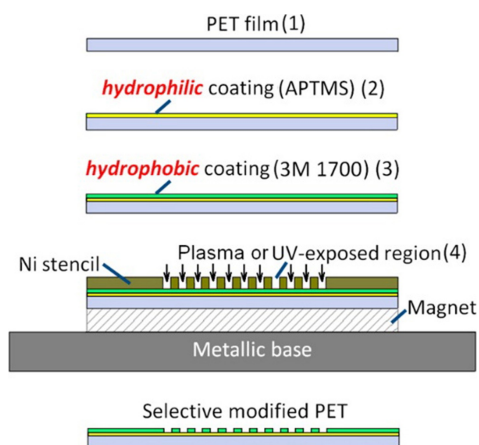 PET film (1)
hydrophilic coating (APTMS) (2)
hydrophobic coating (3M 1700) (3)
Plasma or UV-exposed region (4)
Ni stencil
Magnet
Metallic base
Selective modified PET